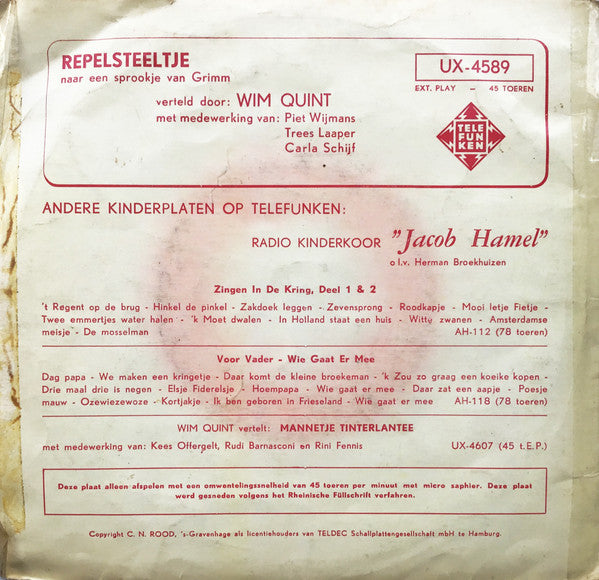 REPELSTEELTJE
naar een sprookje van Grimm
verteld door: WIM QUINT
met medewerking van: Piet Wijmans
Trees Laaper
Carla Schijf
UX-4589
EXT. PLAY - 45 TOEREN
TELE
FUN
KEN
ANDERE KINDERPLATEN OP TELEFUNKEN:
RADIO KINDERKOOR "Jacob Hamel"
o l.v. Herman Broekhuizen
Zingen In De Kring, Deel 1 & 2
't Regent op de brug - Hinkel de pinkel - Zakdoek leggen - Zevensprong - Roodkapje - Mooi letje Fietje -
Twee emmertjes water halen - 'k Moet dwalen - In Holland staat een huis - Witte zwanen - Amsterdamse
meisje - De mosselman AH-112 (78 toeren)
Voor Vader - Wie Gaat Er Mee
Dag papa - We maken een kringetje - Daar komt de kleine broekeman - 'k Zou zo graag een koeike kopen -
Drie maal drie is negen - Elsje Fiderelsje - Hoempapa - Wie gaat er mee - Daar zat een aapje - Poesje
mauw - Ozewiezewoze - Kortjakje - Ik ben geboren in Frieseland - Wie gaat er mee AH-118 (78 toeren)
WIM QUINT vertelt: MANNETJE TINTERLANTEE
met medewerking van: Kees Offergelt, Rudi Barnasconi en Rini Fennis UX-4607 (45 t.E.P.)
Deze plaat alleen afspelen met een omwentelingssnelheid van 45 toeren per minuut met micro saphier. Deze plaat
werd gesneden volgens het Rheinische Füllschrift verfahren.
Copyright C. N. ROOD, 's-Gravenhage als licentiehouders van TELDEC Schallplattengesellschaft mbH te Hamburg.